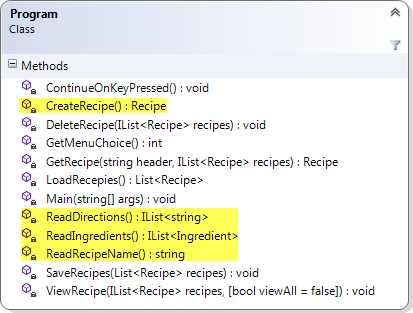 Program
Class
Methods
ContinueOnKeyPressed() : void
CreateRecipe() : Recipe
DeleteRecipe(IList<Recipe> recipes) : void
GetMenuChoice() : int
GetRecipe(string header, IList<Recipe> recipes) : Recipe
LoadRecepies() : List<Recipe>
Main(string[] args) : void
ReadDirections() : IList<string>
ReadIngredients() : IList<Ingredient>
ReadRecipeName() : string
SaveRecipes(List<Recipe> recipes) : void
ViewRecipe(IList<Recipe> recipes, [bool viewAll = false]) : void